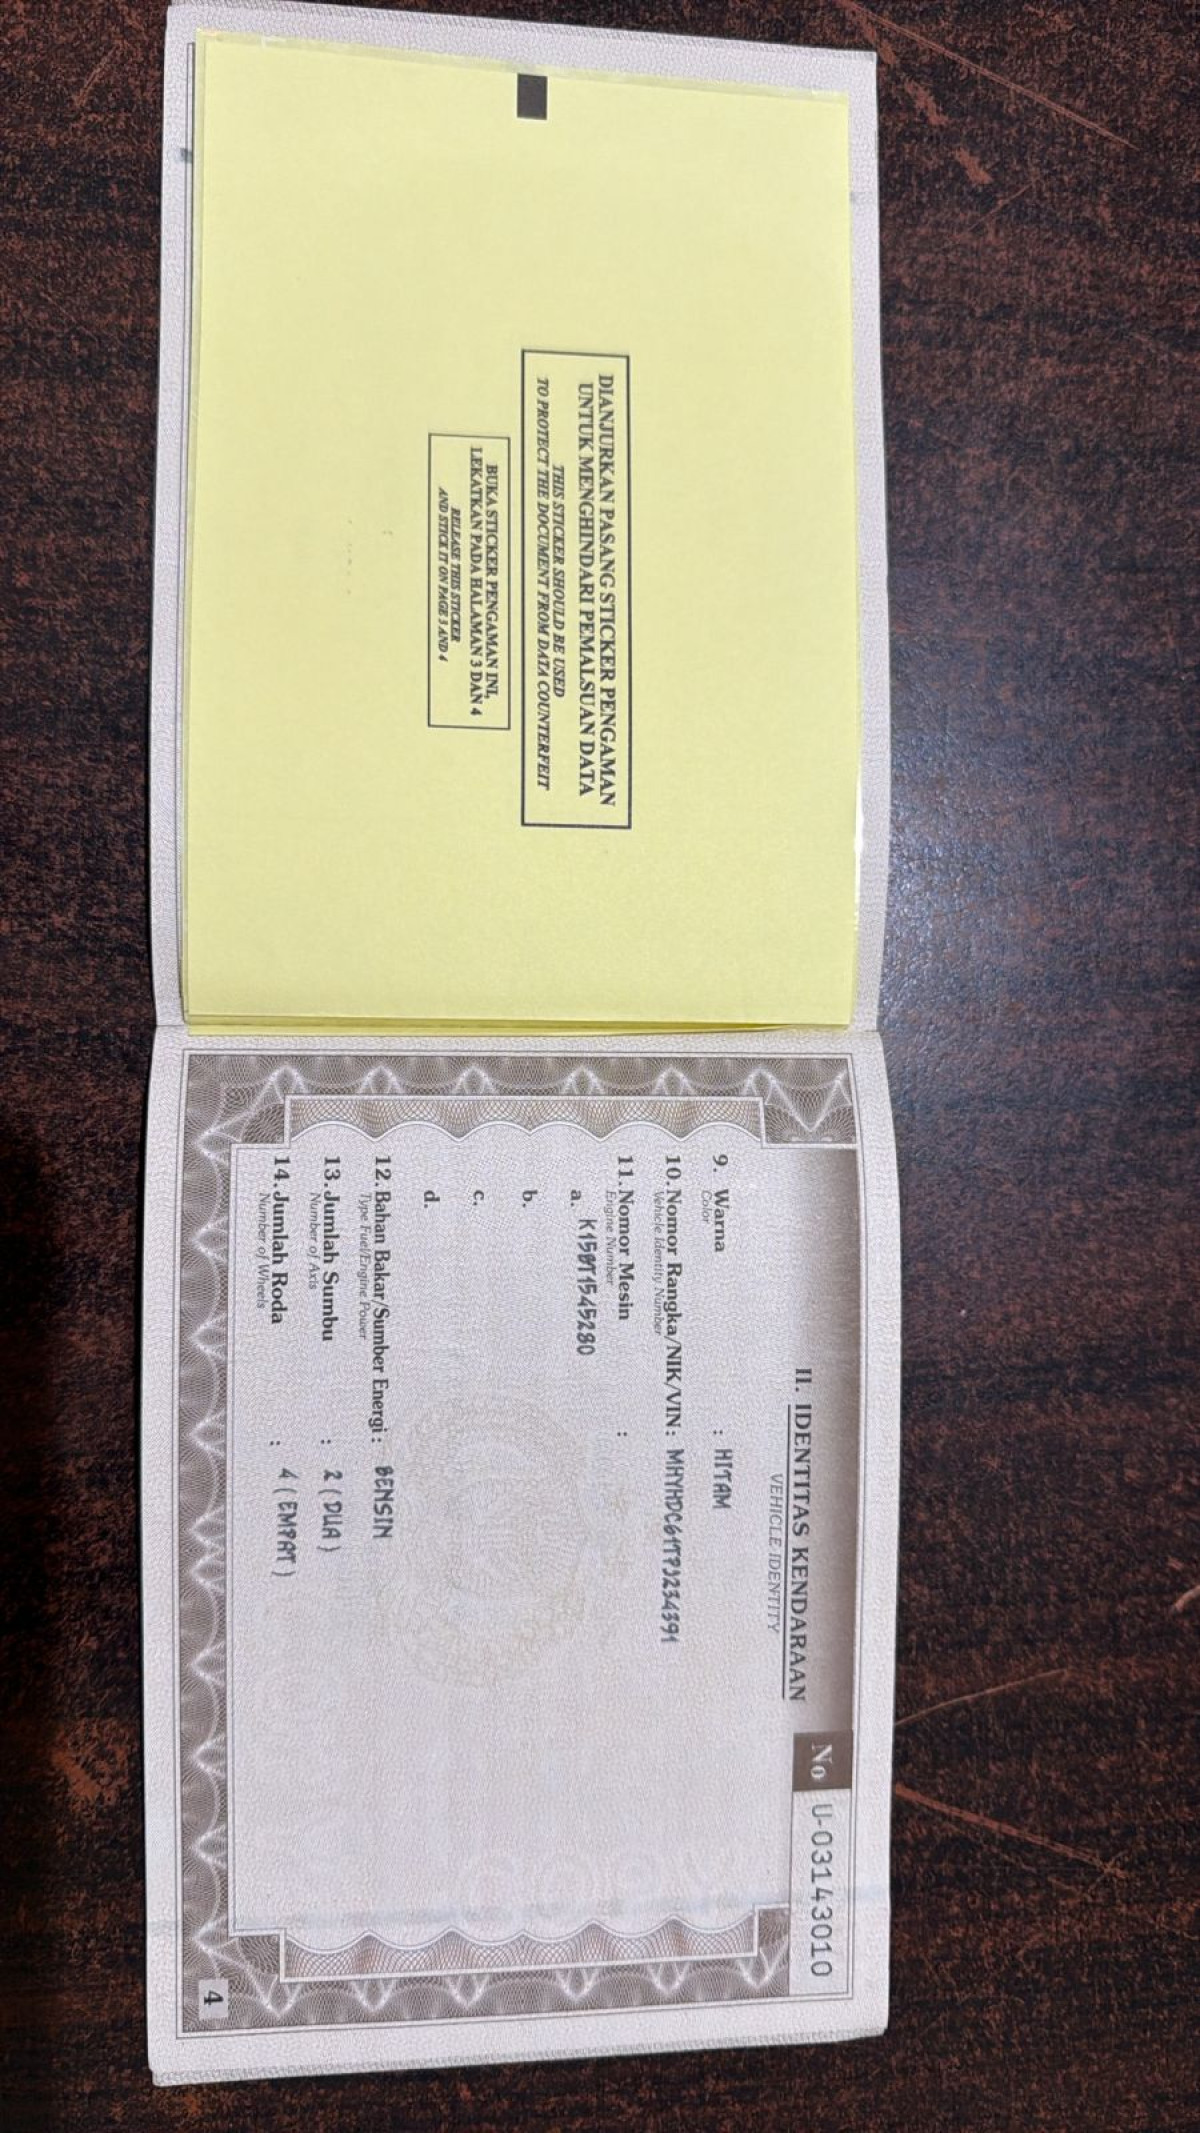 DIANJURKAN PASANG STICKER PENGAMAN
UNTUK MENGHINDARI PEMALSUAN DATA
THIS STICKER SHOULD BE USED
TO PROTECT THE DOCUMENT FROM DATA COUNTERFEIT
BUKA STICKER PENGAMAN INI,
LEKATKAN PADA HALAMAN 3 DAN 4
RELEASE THIS STICKER
AND STICK IT ON PAGE 3 AND 4
No U-03143010
II. IDENTITAS KENDARAAN
VEHICLE IDENTITY
9. Warna : HITAM
Color
10. Nomor Rangka/NIK/VIN : MHYHDC61TPJ234391
Vehicle Identity Number
11. Nomor Mesin :
Engine Number
a. K15BT1545280
b.
c.
d.
12. Bahan Bakar/Sumber Energi : BENSIN
Type Fuel/Engine Power
13. Jumlah Sumbu : 2 ( DUA )
Number of Axis
14. Jumlah Roda : 4 ( EMPAT )
Number of Wheels
4